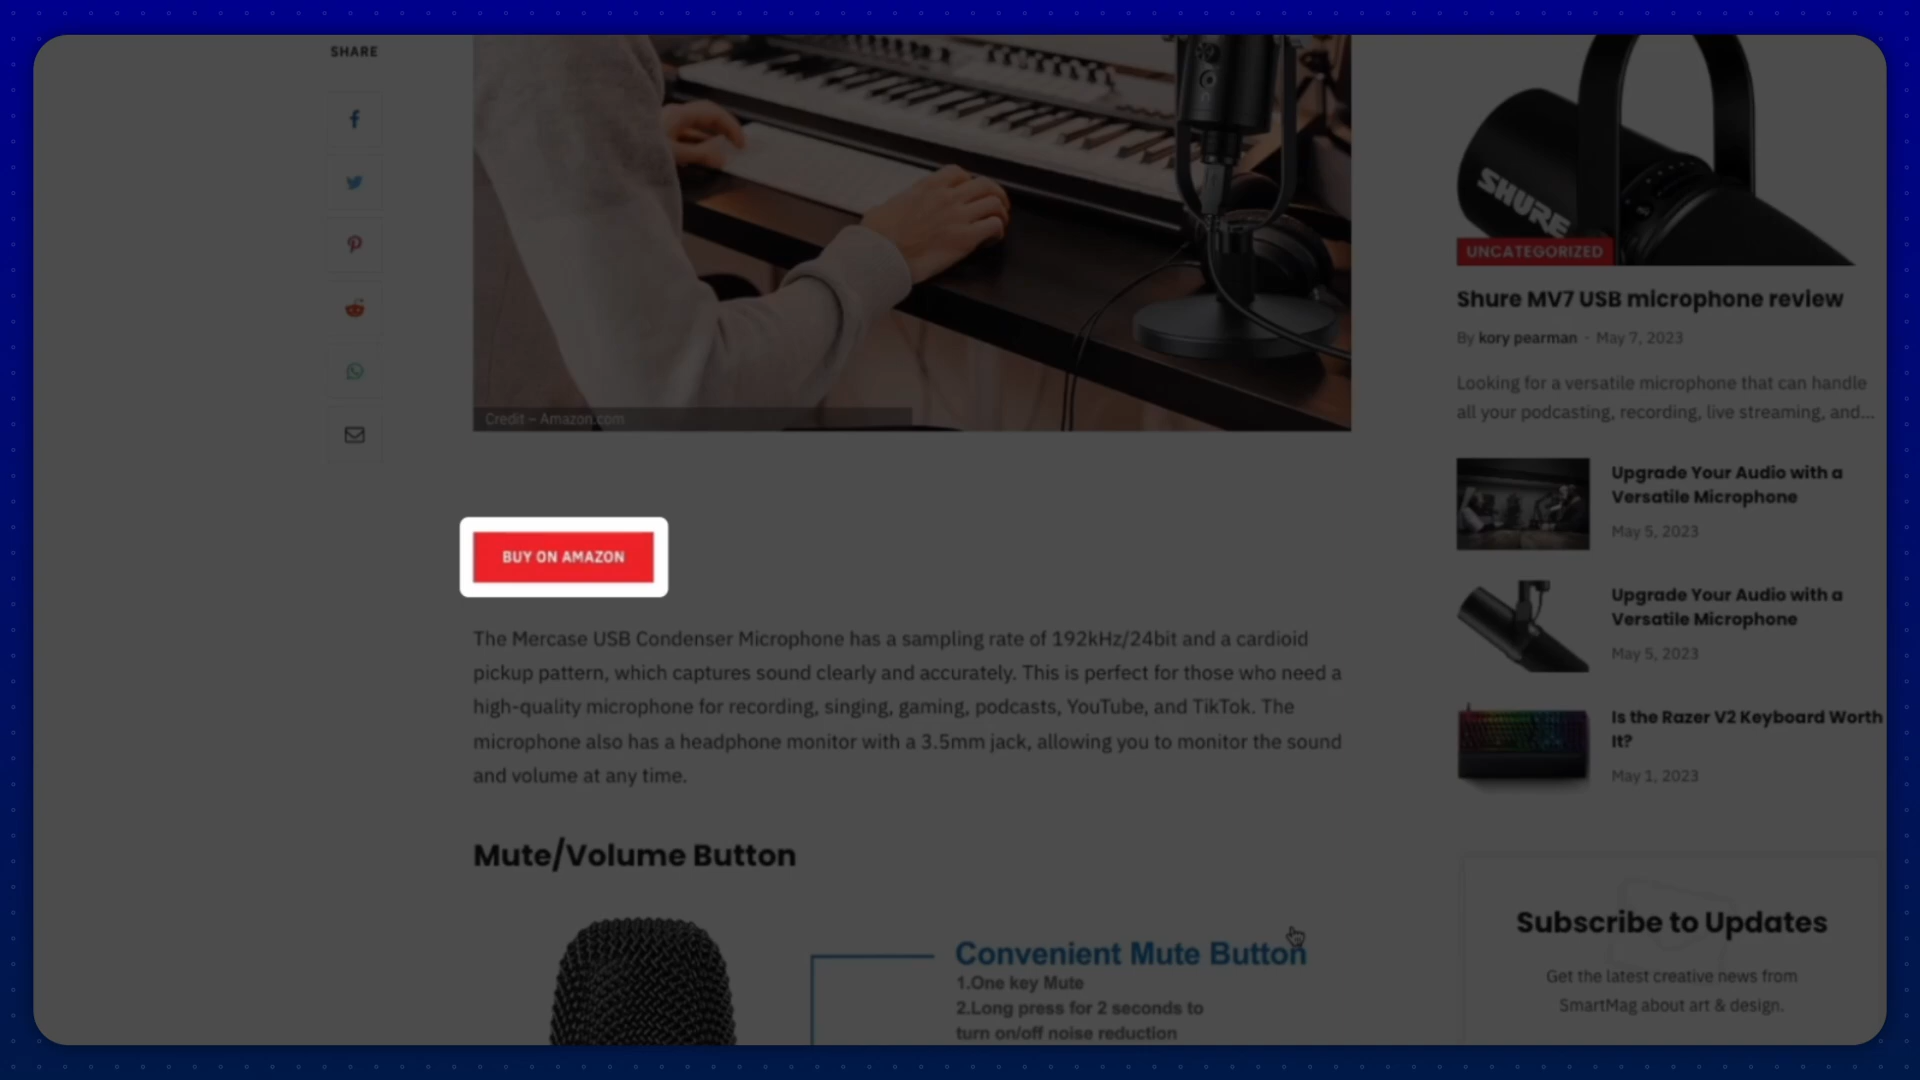 SHARE
Credit – Amazon.com
BUY ON AMAZON
The Mercase USB Condenser Microphone has a sampling rate of 192kHz/24bit and a cardioid
pickup pattern, which captures sound clearly and accurately. This is perfect for those who need a
high-quality microphone for recording, singing, gaming, podcasts, YouTube, and TikTok. The
microphone also has a headphone monitor with a 3.5mm jack, allowing you to monitor the sound
and volume at any time.
Mute/Volume Button
Convenient Mute Button
1.One key Mute
2.Long press for 2 seconds to
turn on/off noise reduction
SHURE
UNCATEGORIZED
Shure MV7 USB microphone review
By kory pearman - May 7, 2023
Looking for a versatile microphone that can handle
all your podcasting, recording, live streaming, and...
Upgrade Your Audio with a
Versatile Microphone
May 5, 2023
Upgrade Your Audio with a
Versatile Microphone
May 5, 2023
Is the Razer V2 Keyboard Worth
It?
May 1, 2023
Subscribe to Updates
Get the latest creative news from
SmartMag about art & design.